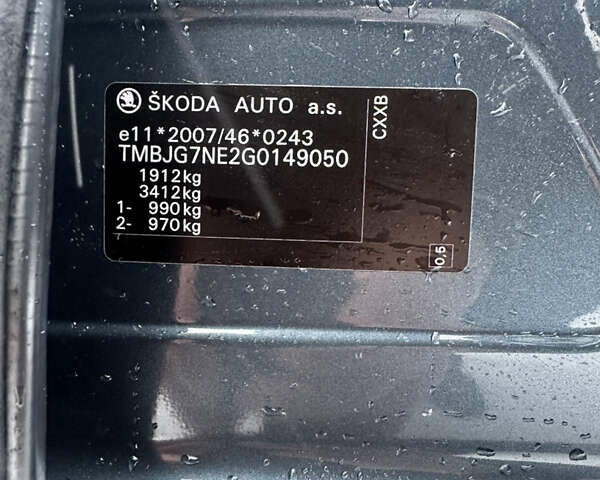 ŠKODA AUTO a.s.
e11*2007/46*0243
TMBJG7NE2G0149050
1912kg
3412kg
1- 990kg
2- 970kg
CXXB
0,5